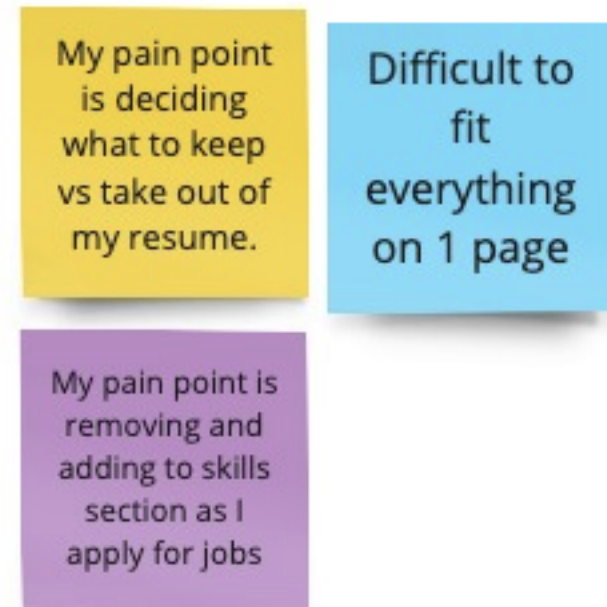 My pain point
is deciding
what to keep
vs take out of
my resume.
Difficult to
fit
everything
on 1 page
My pain point is
removing and
adding to skills
section as I
apply for jobs